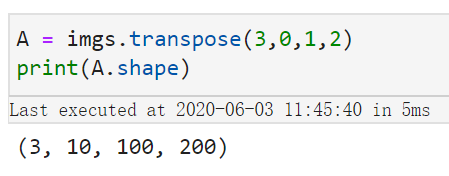 A = imgs.transpose(3,0,1,2)
print(A.shape)
Last executed at 2020-06-03 11:45:40 in 5ms
(3, 10, 100, 200)